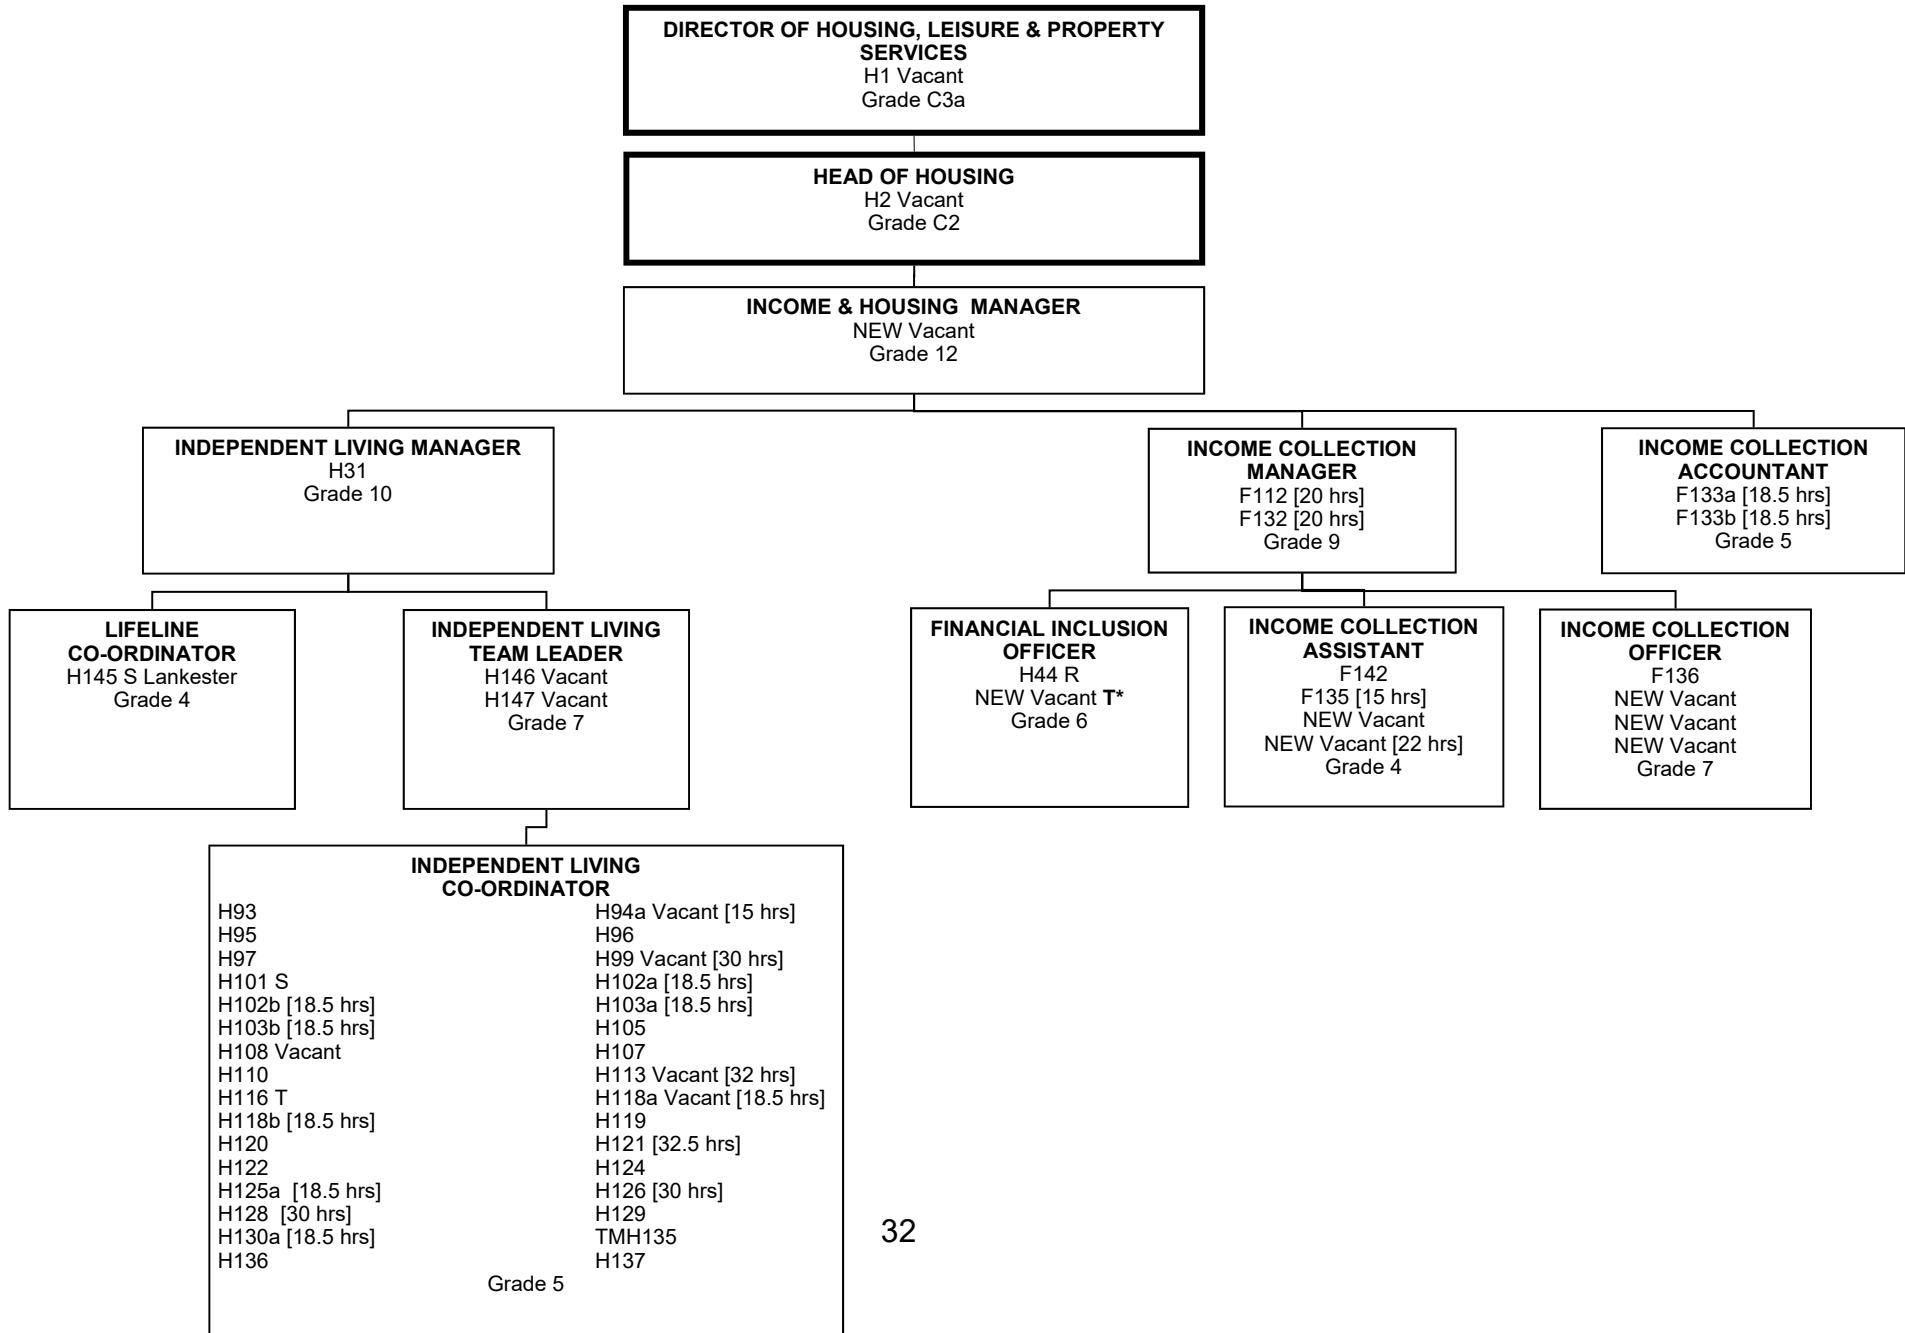 DIRECTOR OF HOUSING, LEISURE & PROPERTY
SERVICES
H1 Vacant
Grade C3a
HEAD OF HOUSING
H2 Vacant
Grade C2
INCOME & HOUSING MANAGER
NEW Vacant
Grade 12
INDEPENDENT LIVING MANAGER
H31
Grade 10
INCOME COLLECTION
MANAGER
F112 [20 hrs]
F132 [20 hrs]
Grade 9
INCOME COLLECTION
ACCOUNTANT
F133a [18.5 hrs]
F133b [18.5 hrs]
Grade 5
LIFELINE
CO-ORDINATOR
H145 S Lankester
Grade 4
INDEPENDENT LIVING
TEAM LEADER
H146 Vacant
H147 Vacant
Grade 7
FINANCIAL INCLUSION
OFFICER
H44 R
NEW Vacant T*
Grade 6
INCOME COLLECTION
ASSISTANT
F142
F135 [15 hrs]
NEW Vacant
NEW Vacant [22 hrs]
Grade 4
INCOME COLLECTION
OFFICER
F136
NEW Vacant
NEW Vacant
NEW Vacant
Grade 7
INDEPENDENT LIVING
CO-ORDINATOR
H93 H94a Vacant [15 hrs]
H95 H96
H97 H99 Vacant [30 hrs]
H101 S H102a [18.5 hrs]
H102b [18.5 hrs] H103a [18.5 hrs]
H103b [18.5 hrs] H105
H108 Vacant H107
H110 H113 Vacant [32 hrs]
H116 T H118a Vacant [18.5 hrs]
H118b [18.5 hrs] H119
H120 H121 [32.5 hrs]
H122 H124
H125a [18.5 hrs] H126 [30 hrs]
H128 [30 hrs] H129
H130a [18.5 hrs] TMH135
H136 H137
Grade 5
32